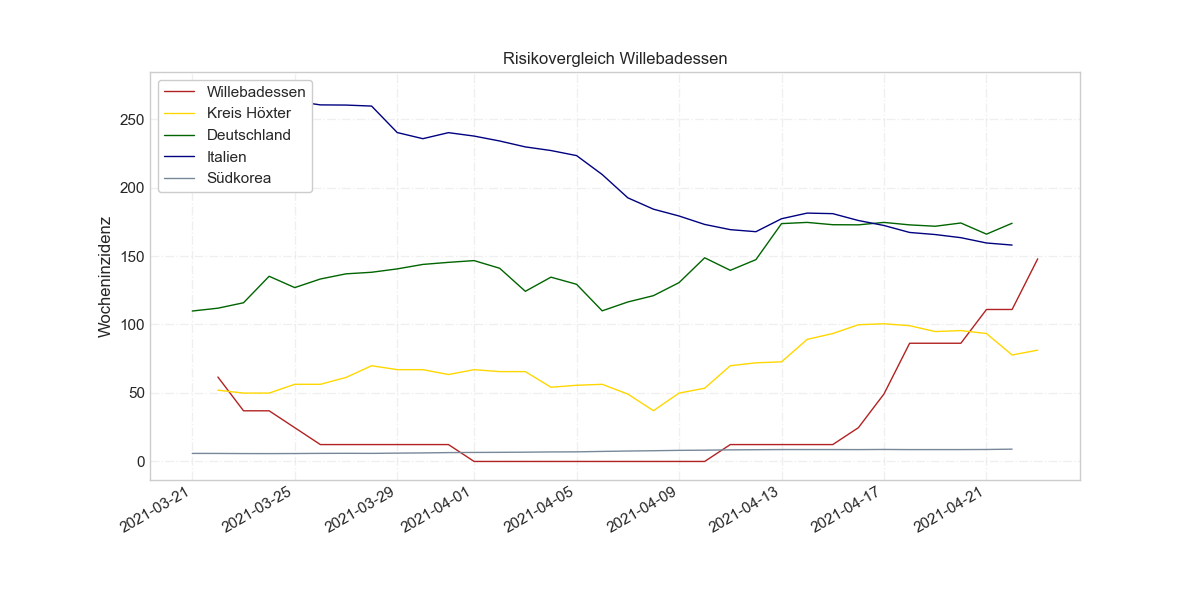 Risikovergleich Willebadessen
Willebadessen
Kreis Höxter
Deutschland
Italien
Südkorea
Wocheninzidenz
250
200
150
100
50
0
2021-03-21
2021-03-25
2021-03-29
2021-04-01
2021-04-05
2021-04-09
2021-04-13
2021-04-17
2021-04-21